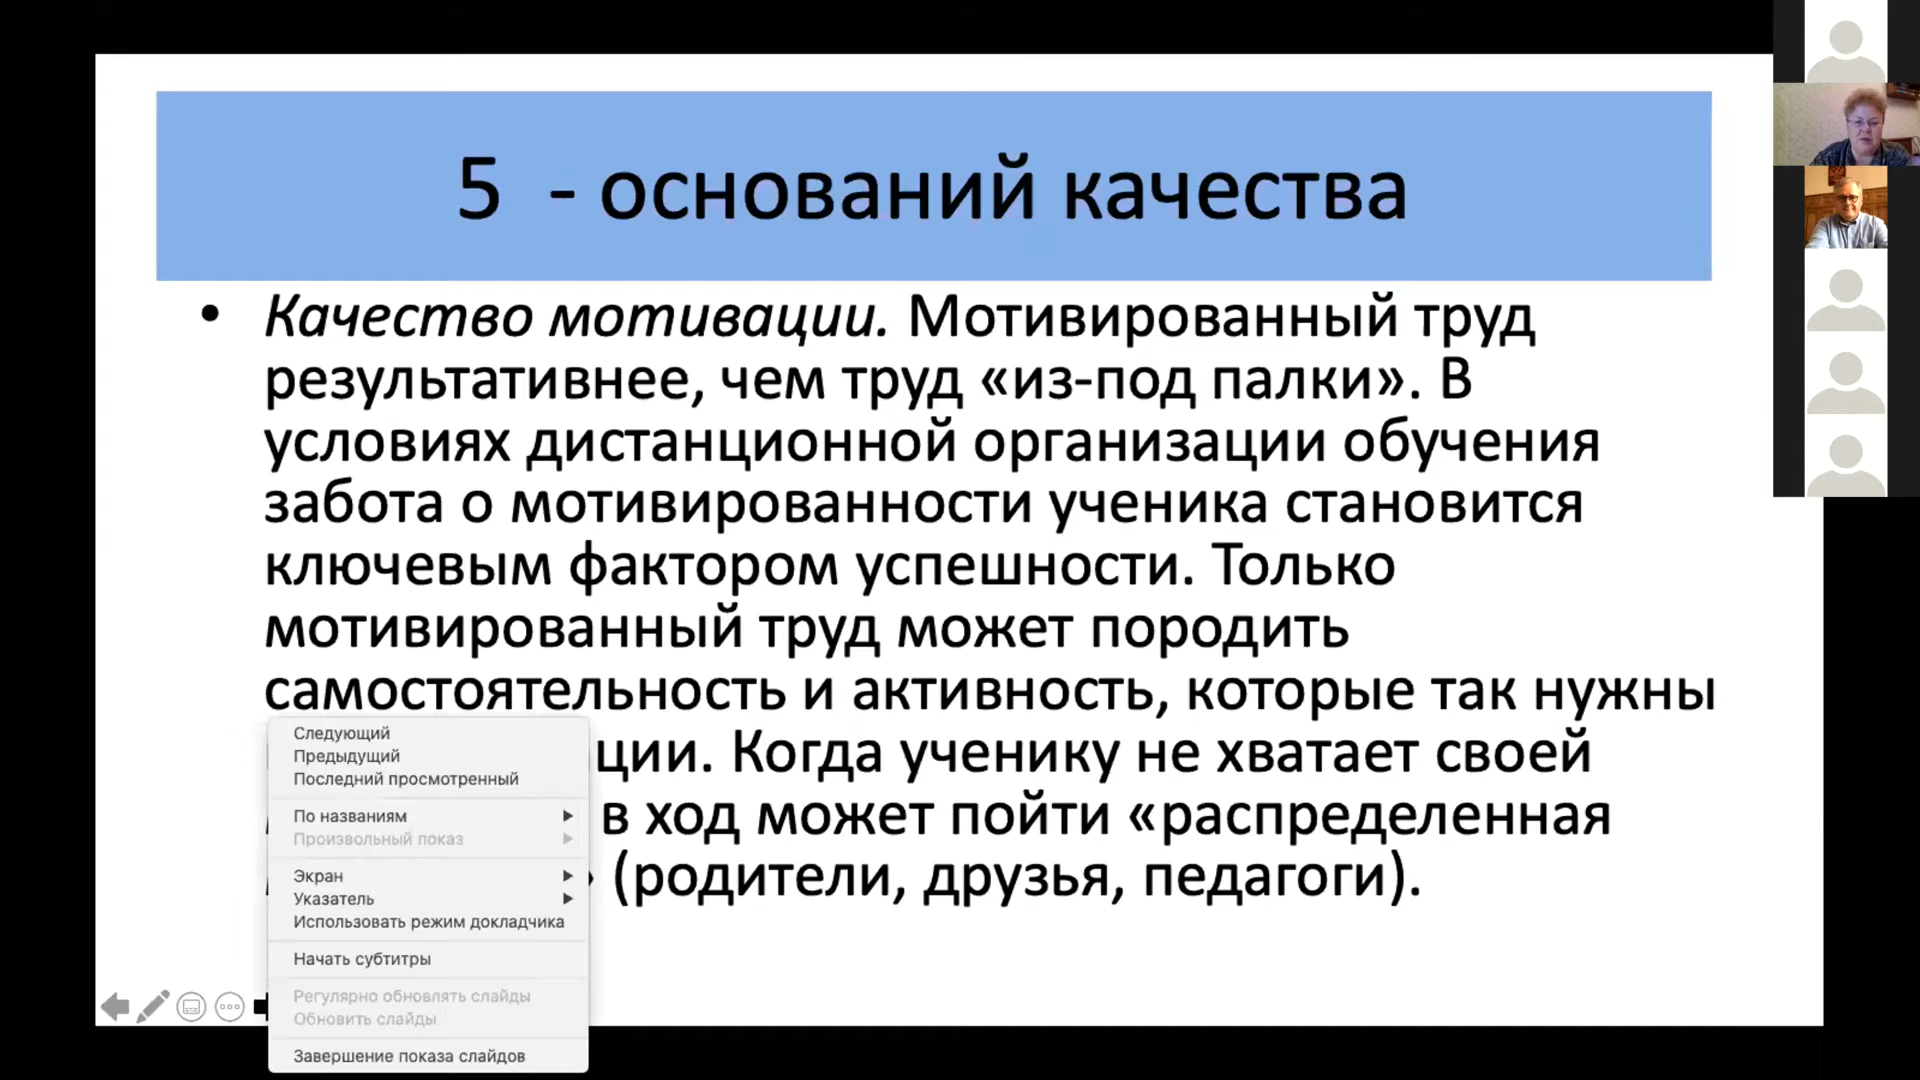 5 - оснований качества
• Качество мотивации. Мотивированный труд
результативнее, чем труд «из-под палки». В
условиях дистанционной организации обучения
забота о мотивированности ученика становится
ключевым фактором успешности. Только
мотивированный труд может породить
самостоятельность и активность, которые так нужны
ции. Когда ученику не хватает своей
в ход может пойти «распределенная
» (родители, друзья, педагоги).
Следующий
Предыдущий
Последний просмотренный
По названиям
Произвольный показ
Экран
Указатель
Использовать режим докладчика
Начать субтитры
Регулярно обновлять слайды
Обновить слайды
Завершение показа слайдов